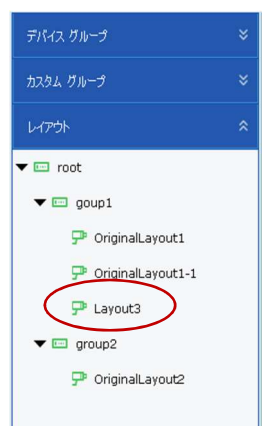 デバイス グループ
カスタム グループ
レイアウト
root
goup1
OriginalLayout1
OriginalLayout1-1
Layout3
group2
OriginalLayout2